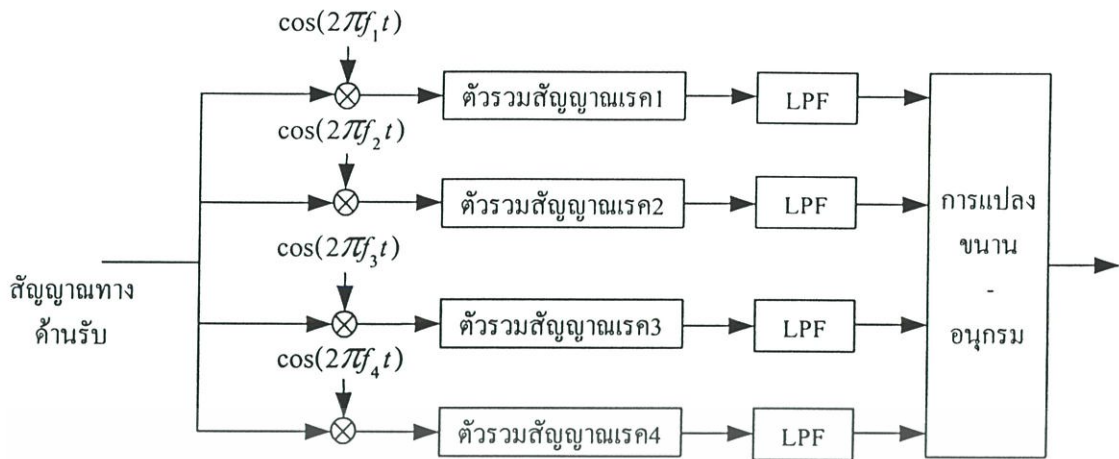 cos(2πf₁t)
ตัวรวมสัญญาณเรค1
LPF
cos(2πf₂t)
ตัวรวมสัญญาณเรค2
LPF
cos(2πf₃t)
ตัวรวมสัญญาณเรค3
LPF
cos(2πf₄t)
ตัวรวมสัญญาณเรค4
LPF
สัญญาณทาง
ด้านรับ
การแปลง
ขนาน
-
อนุกรม